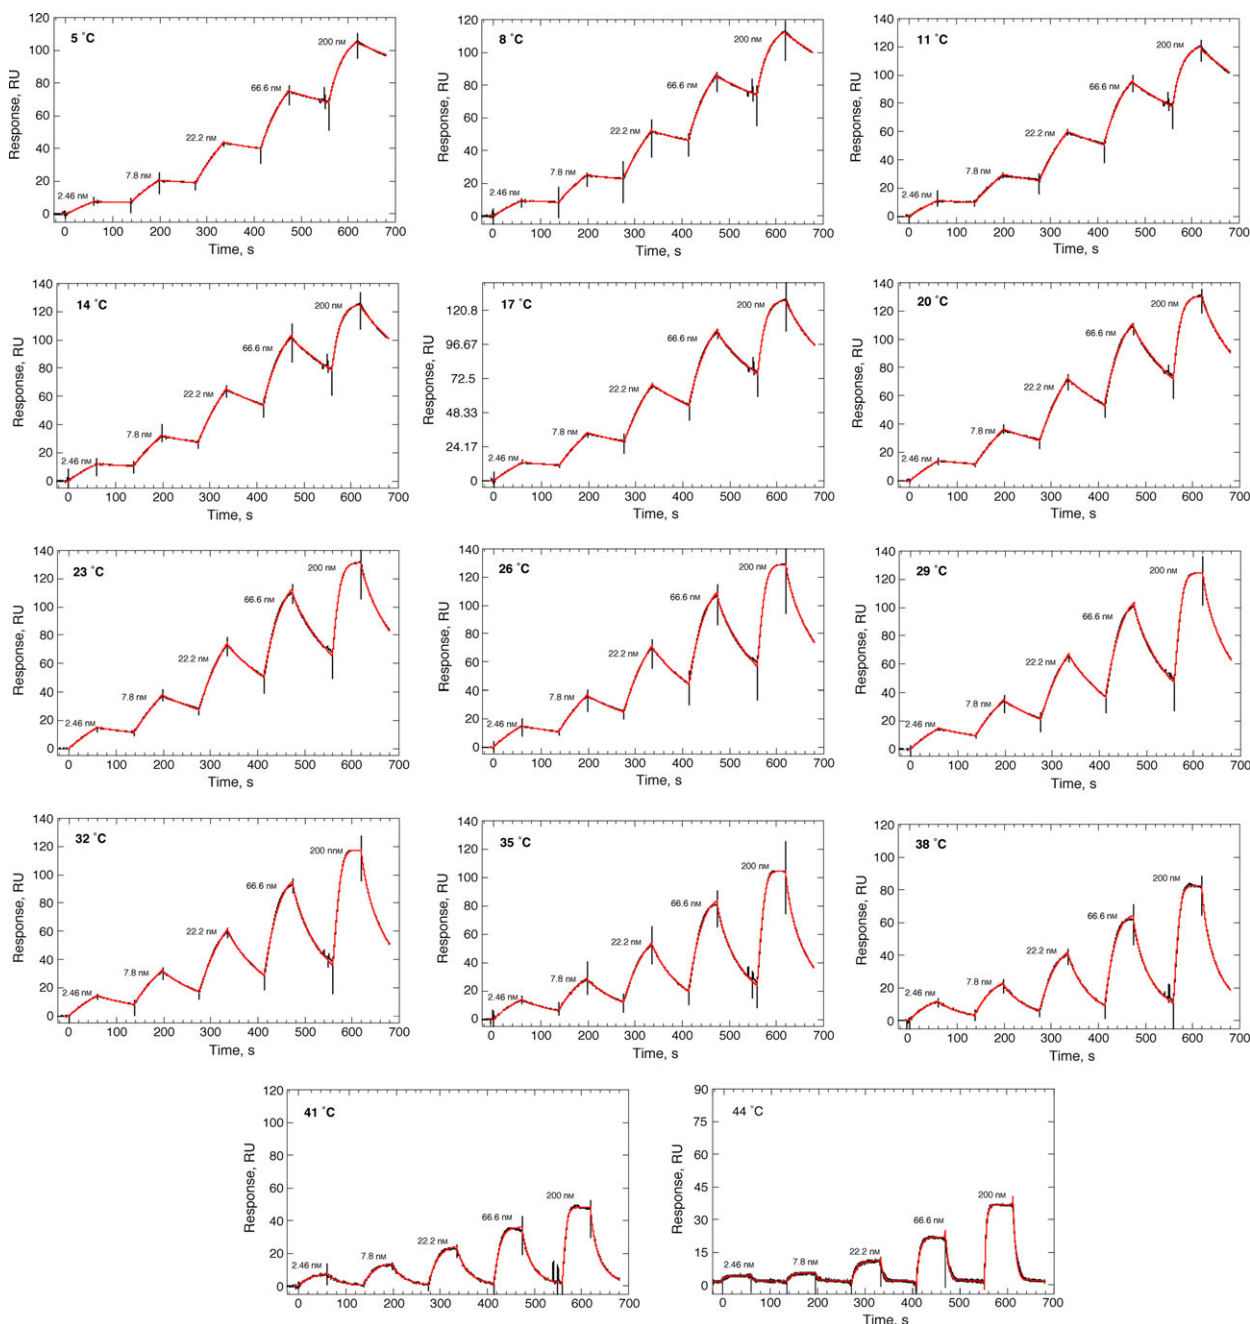 5 °C
120
100
80
60
40
20
0
Response, RU
2.46 nM
7.8 nM
22.2 nM
66.6 nM
200 nM
0 100 200 300 400 500 600 700
Time, s
8 °C
120
100
80
60
40
20
0
Response, RU
2.46 nM
7.8 nM
22.2 nM
66.6 nM
200 nM
0 100 200 300 400 500 600 700
Time, s
11 °C
140
120
100
80
60
40
20
0
Response, RU
2.46 nM
7.8 nM
22.2 nM
66.6 nM
200 nM
0 100 200 300 400 500 600 700
Time, s
14 °C
140
120
100
80
60
40
20
0
Response, RU
2.46 nM
7.8 nM
22.2 nM
66.6 nM
200 nM
0 100 200 300 400 500 600 700
Time, s
17 °C
120.8
96.67
72.5
48.33
24.17
0
Response, RU
2.46 nM
7.8 nM
22.2 nM
66.6 nM
200 nM
0 100 200 300 400 500 600 700
Time, s
20 °C
140
120
100
80
60
40
20
0
Response, RU
2.46 nM
7.8 nM
22.2 nM
66.6 nM
200 nM
0 100 200 300 400 500 600 700
Time, s
23 °C
140
120
100
80
60
40
20
0
Response, RU
2.46 nM
7.8 nM
22.2 nM
66.6 nM
200 nM
0 100 200 300 400 500 600 700
Time, s
26 °C
140
120
100
80
60
40
20
0
Response, RU
2.46 nM
7.8 nM
22.2 nM
66.6 nM
200 nM
0 100 200 300 400 500 600 700
Time, s
29 °C
140
120
100
80
60
40
20
0
Response, RU
2.46 nM
7.8 nM
22.2 nM
66.6 nM
200 nM
0 100 200 300 400 500 600 700
Time, s
32 °C
140
120
100
80
60
40
20
0
Response, RU
2.46 nM
7.8 nM
22.2 nM
66.6 nM
200 nnM
0 100 200 300 400 500 600 700
Time, s
35 °C
140
120
100
80
60
40
20
0
Response, RU
2.46 nM
7.8 nM
22.2 nM
66.6 nM
200 nM
0 100 200 300 400 500 600 700
Time, s
38 °C
120
100
80
60
40
20
0
Response, RU
2.46 nM
7.8 nM
22.2 nM
66.6 nM
200 nM
0 100 200 300 400 500 600 700
Time, s
41 °C
120
100
80
60
40
20
0
Response, RU
2.46 nM
7.8 nM
22.2 nM
66.6 nM
200 nM
0 100 200 300 400 500 600 700
Time, s
44 °C
90
75
60
45
30
15
0
Response, RU
2.46 nM
7.8 nM
22.2 nM
66.6 nM
200 nM
0 100 200 300 400 500 600 700
Time, s